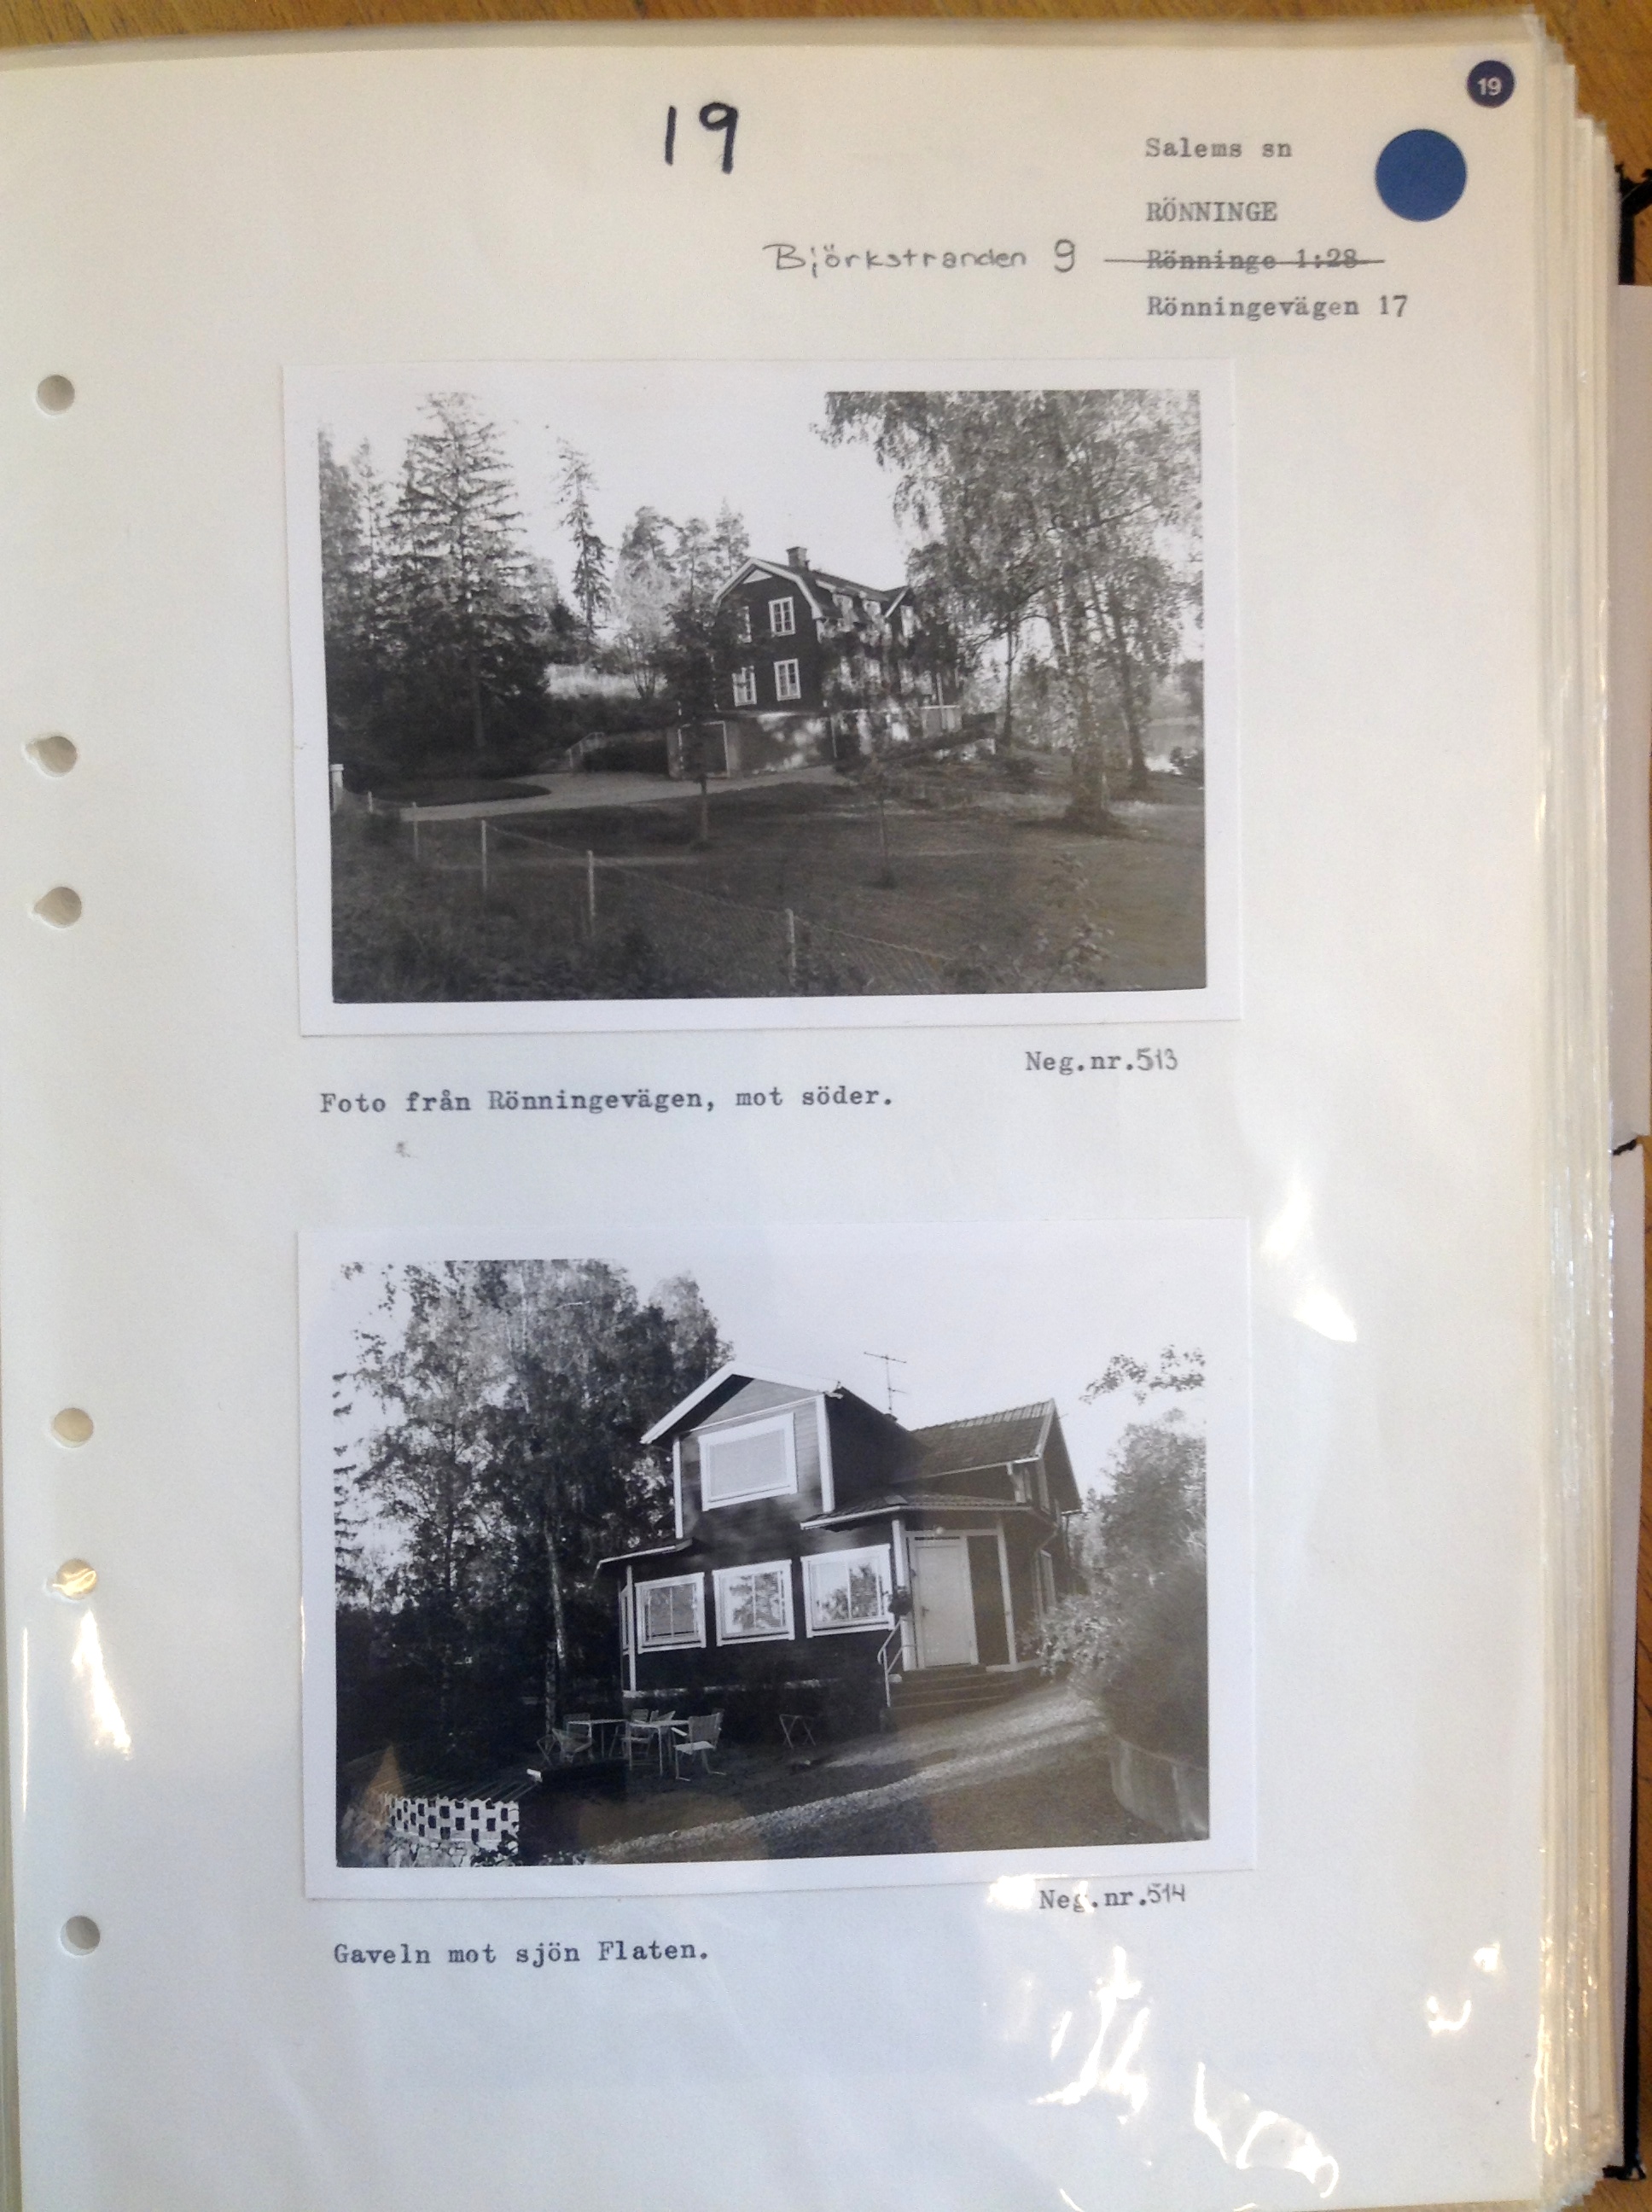 19
19
Salems sn
RÖNNINGE
Björkstranden 9 Rönninge 1:28
Rönningevägen 17
Neg.nr.513
Foto från Rönningevägen, mot söder.
Neg.nr.514
Gaveln mot sjön Flaten.